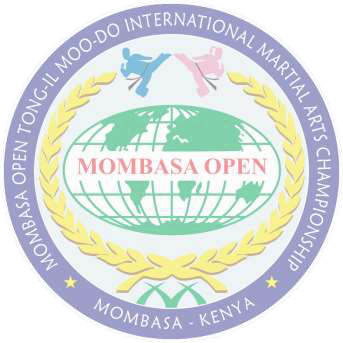 MOMBASA OPEN TONG-IL MOO-DO INTERNATIONAL MARTIAL ARTS CHAMPIONSHIP
MOMBASA OPEN
MOMBASA - KENYA